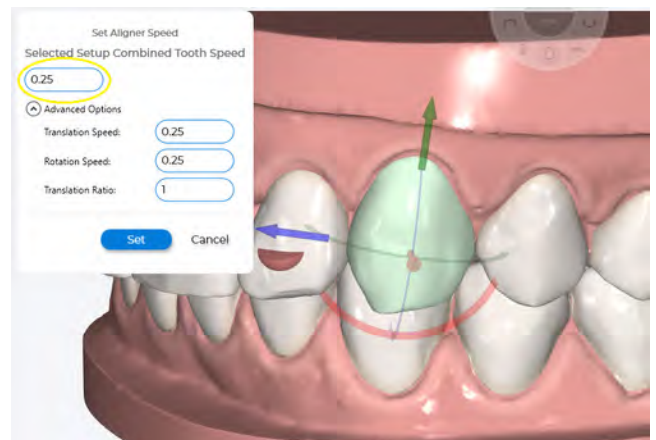 Set Aligner Speed
Selected Setup Combined Tooth Speed
0.25
Advanced Options
Translation Speed: 0.25
Rotation Speed: 0.25
Translation Ratio: 1
Set Cancel